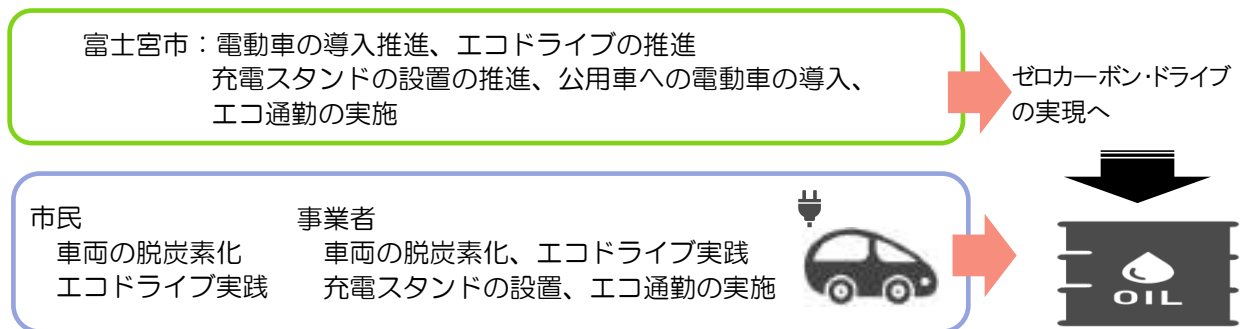 富士宮市：電動車の導入推進、エコドライブの推進
充電スタンドの設置の推進、公用車への電動車の導入、
エコ通勤の実施
ゼロカーボン・ドライブ
の実現へ
市民
車両の脱炭素化
エコドライブ実践
事業者
車両の脱炭素化、エコドライブ実践
充電スタンドの設置、エコ通勤の実施
OIL